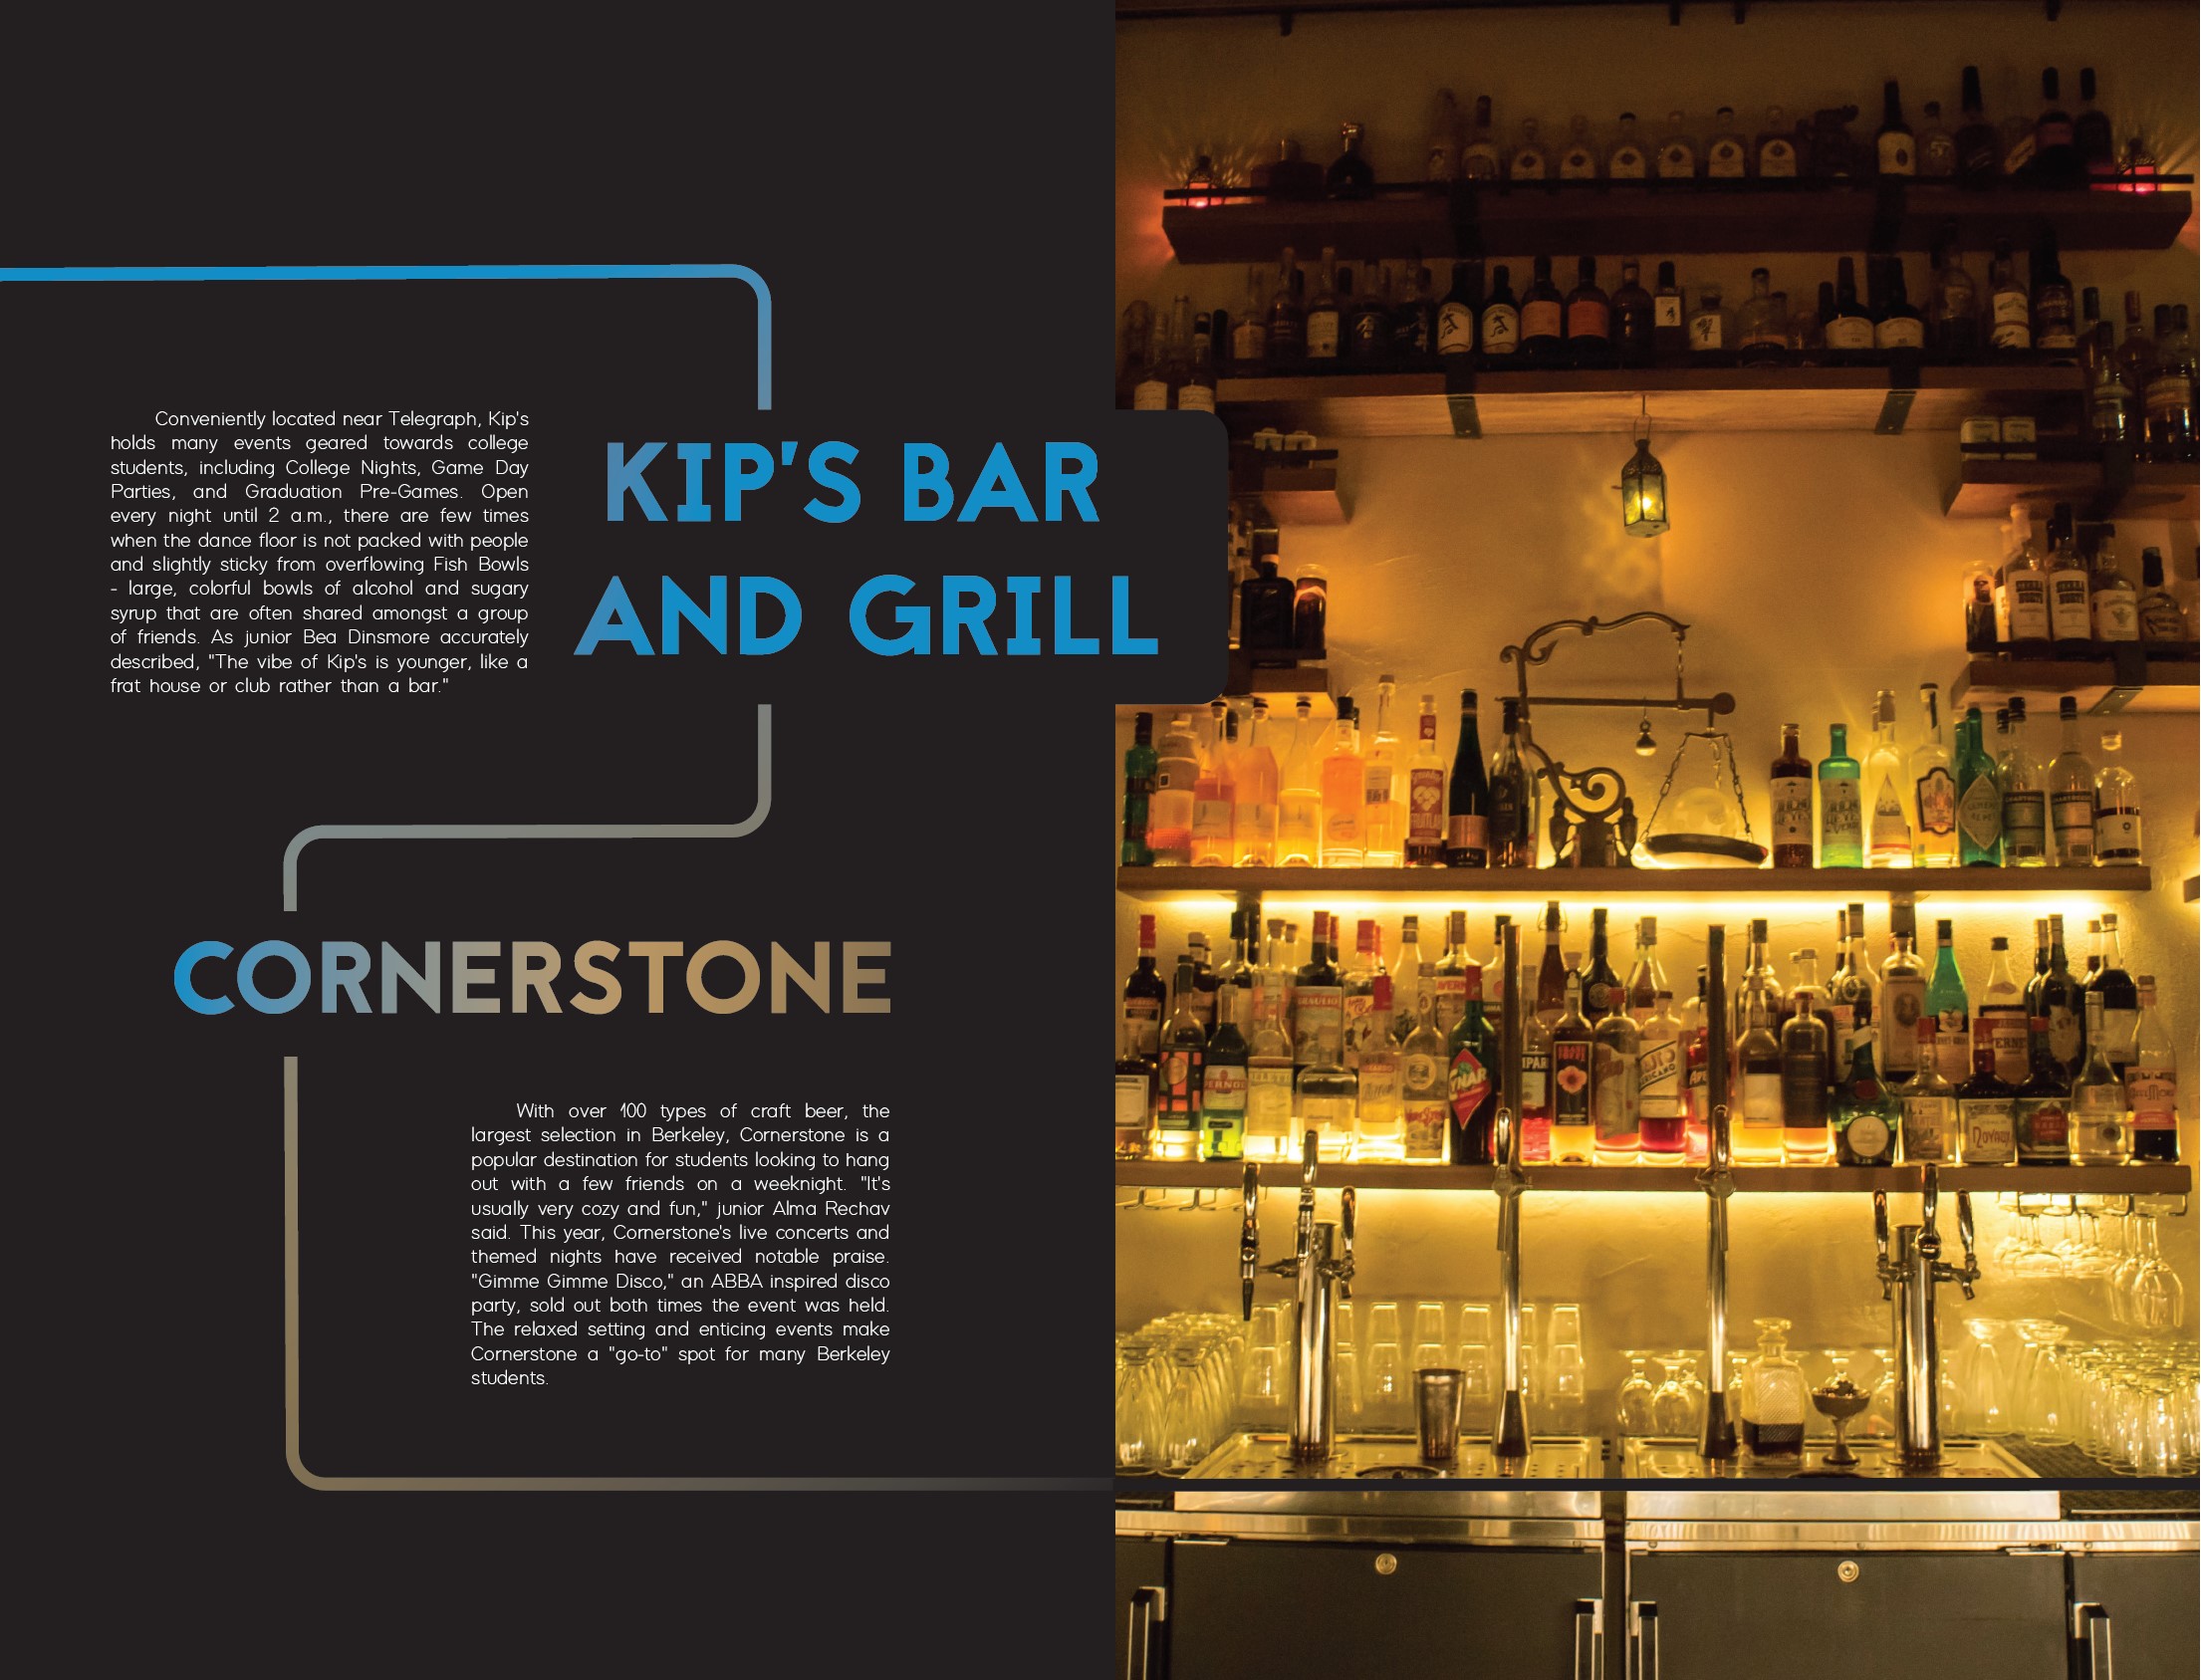 Conveniently located near Telegraph, Kip's
holds many events geared towards college
students, including College Nights, Game Day
Parties, and Graduation Pre-Games. Open
every night until 2 a.m., there are few times
when the dance floor is not packed with people
and slightly sticky from overflowing Fish Bowls
- large, colorful bowls of alcohol and sugary
syrup that are often shared amongst a group
of friends. As junior Bea Dinsmore accurately
described, "The vibe of Kip's is younger, like a
frat house or club rather than a bar."
KIP'S BAR
AND GRILL
CORNERSTONE
With over 100 types of craft beer, the
largest selection in Berkeley, Cornerstone is a
popular destination for students looking to hang
out with a few friends on a weeknight. "It's
usually very cozy and fun," junior Alma Rechav
said. This year, Cornerstone's live concerts and
themed nights have received notable praise.
"Gimme Gimme Disco," an ABBA inspired disco
party, sold out both times the event was held.
The relaxed setting and enticing events make
Cornerstone a "go-to" spot for many Berkeley
students.